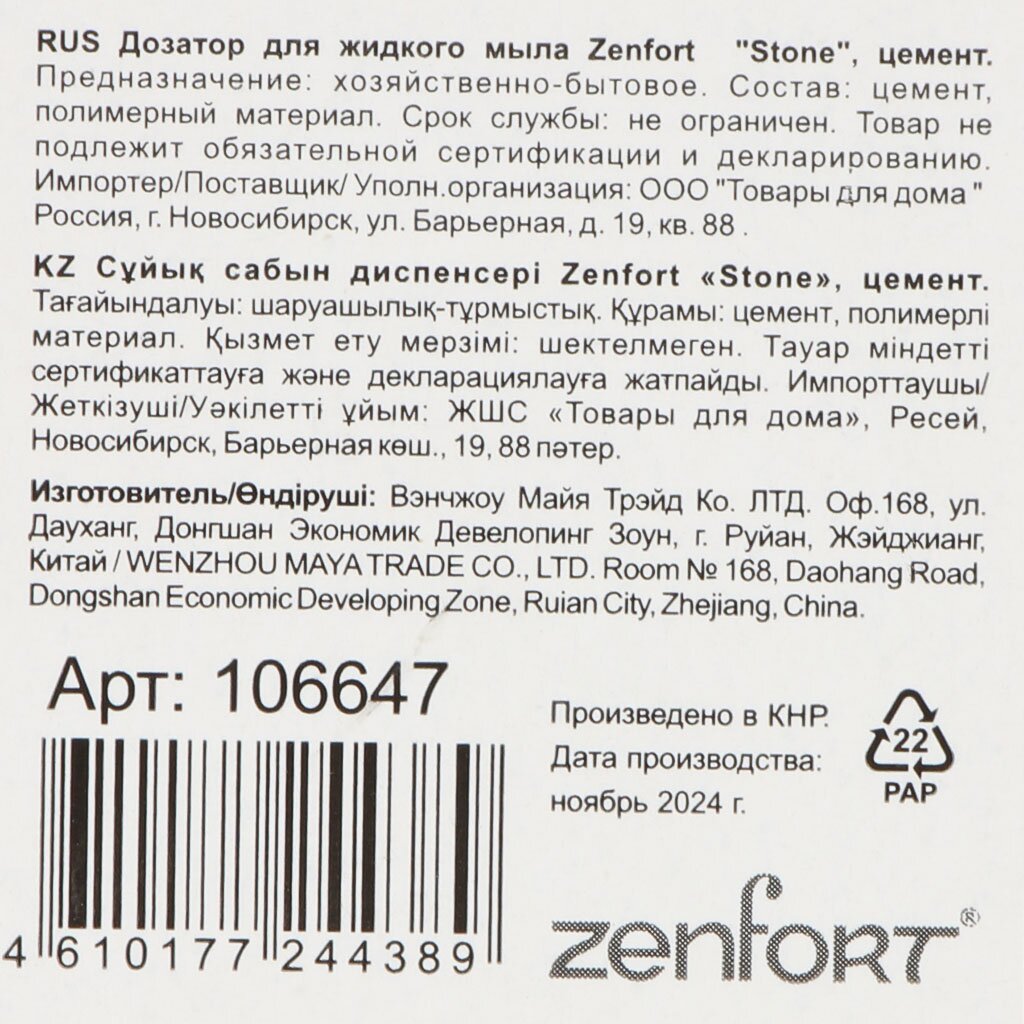 RUS Дозатор для жидкого мыла Zenfort "Stone", цемент.
Предназначение: хозяйственно-бытовое. Состав: цемент,
полимерный материал. Срок службы: не ограничен. Товар не
подлежит обязательной сертификации и декларированию.
Импортер/Поставщик/ Уполн.организация: ООО "Товары для дома "
Россия, г. Новосибирск, ул. Барьерная, д. 19, кв. 88 .
KZ Сұйық сабын диспенсері Zenfort «Stone», цемент.
Тағайындалуы: шаруашылық-тұрмыстық. Құрамы: цемент, полимерлі
материал. Қызмет ету мерзімі: шектелмеген. Тауар міндетті
сертификаттауға және декларациялауға жатпайды. Импорттаушы/
Жеткізуші/Уәкілетті ұйым: ЖШС «Товары для дома», Ресей,
Новосибирск, Барьерная көш., 19, 88 пәтер.
Изготовитель/Өндіруші: Вэнчжоу Майя Трэйд Ко. ЛТД. Оф.168, ул.
Дауханг, Донгшан Экономик Девелопинг Зоун, г. Руйан, Жэйджианг,
Китай / WENZHOU MAYA TRADE CO., LTD. Room № 168, Daohang Road,
Dongshan Economic Developing Zone, Ruian City, Zhejiang, China.
Арт: 106647
Произведено в КНР.
Дата производства:
ноябрь 2024 г.
22
PAP
4 610177 244389
zenfort®